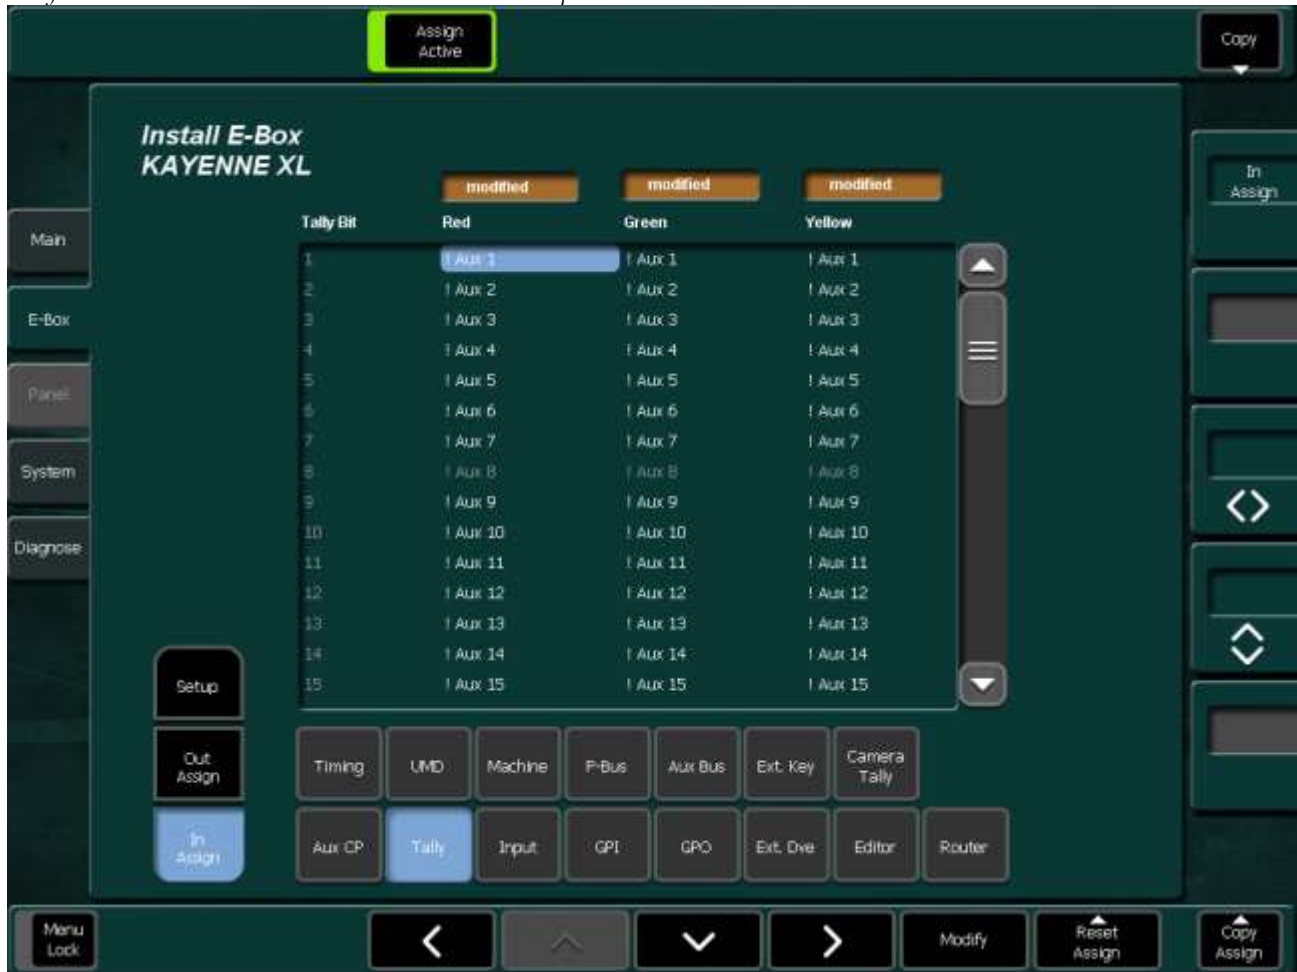 Assign
Active
Copy
Install E-Box
KAYENNE XL
In
Assign
modified modified modified
Tally Bit Red Green Yellow
Main
1 ! Aux 1 ! Aux 1 ! Aux 1
2 ! Aux 2 ! Aux 2 ! Aux 2
E-Box
3 ! Aux 3 ! Aux 3 ! Aux 3
4 ! Aux 4 ! Aux 4 ! Aux 4
5 ! Aux 5 ! Aux 5 ! Aux 5
Panel
6 ! Aux 6 ! Aux 6 ! Aux 6
7 ! Aux 7 ! Aux 7 ! Aux 7
System
8 ! Aux 8 ! Aux 8 ! Aux 8
9 ! Aux 9 ! Aux 9 ! Aux 9
10 ! Aux 10 ! Aux 10 ! Aux 10
Diagnose
11 ! Aux 11 ! Aux 11 ! Aux 11
12 ! Aux 12 ! Aux 12 ! Aux 12
13 ! Aux 13 ! Aux 13 ! Aux 13
14 ! Aux 14 ! Aux 14 ! Aux 14
15 ! Aux 15 ! Aux 15 ! Aux 15
Setup
Out
Assign
Timing UMD Machine P-Bus Aux Bus Ext. Key Camera
Tally
In
Assign
Aux CP Tally Input GPI GPO Ext. Dve Editor Router
Menu
Lock
Modify
Reset
Assign
Copy
Assign